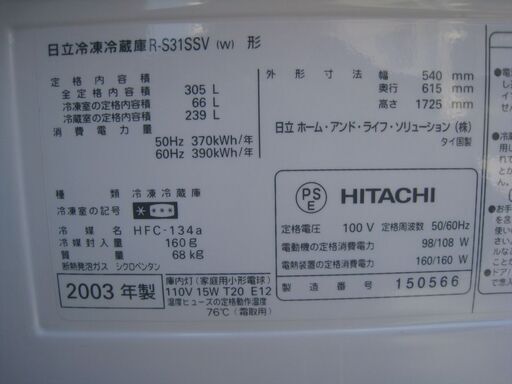 日立冷凍冷蔵庫R-S31SSV (W) 形
定格内容積
全定格内容積 305 L
冷凍室の定格内容積 66 L
冷蔵室の定格内容積 239 L
消費電力量
50Hz 370kWh/年
60Hz 390kWh/年
外形寸法 幅 540 mm
奥行 615 mm
高さ 1725 mm
日立 ホーム・アンド・ライフ・ソリューション (株)
タイ国製
種類 冷凍冷蔵庫
冷凍室の記号
冷媒 HFC-134a
冷媒封入量 160g
質量 68kg
断熱発泡ガス シクロペンタン
2003 年製
庫内灯(家庭用小形電球)
110V 15W T20 E12
温度ヒューズの定格動作温度
76℃(霜取用)
PS
E
HITACHI
定格電圧 100 V 定格周波数 50/60Hz
電動機の定格消費電力 98/108 W
電熱装置の定格消費電力 160/160 W
製造番号 150566